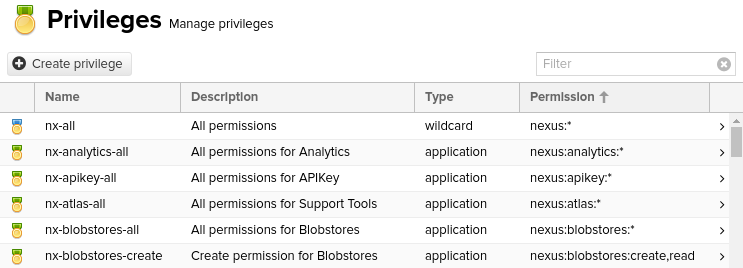 Privileges Manage privileges
Create privilege Filter
Name Description Type Permission
nx-all All permissions wildcard nexus:*
nx-analytics-all All permissions for Analytics application nexus:analytics:*
nx-apikey-all All permissions for APIKey application nexus:apikey:*
nx-atlas-all All permissions for Support Tools application nexus:atlas:*
nx-blobstores-all All permissions for Blobstores application nexus:blobstores:*
nx-blobstores-create Create permission for Blobstores application nexus:blobstores:create,read